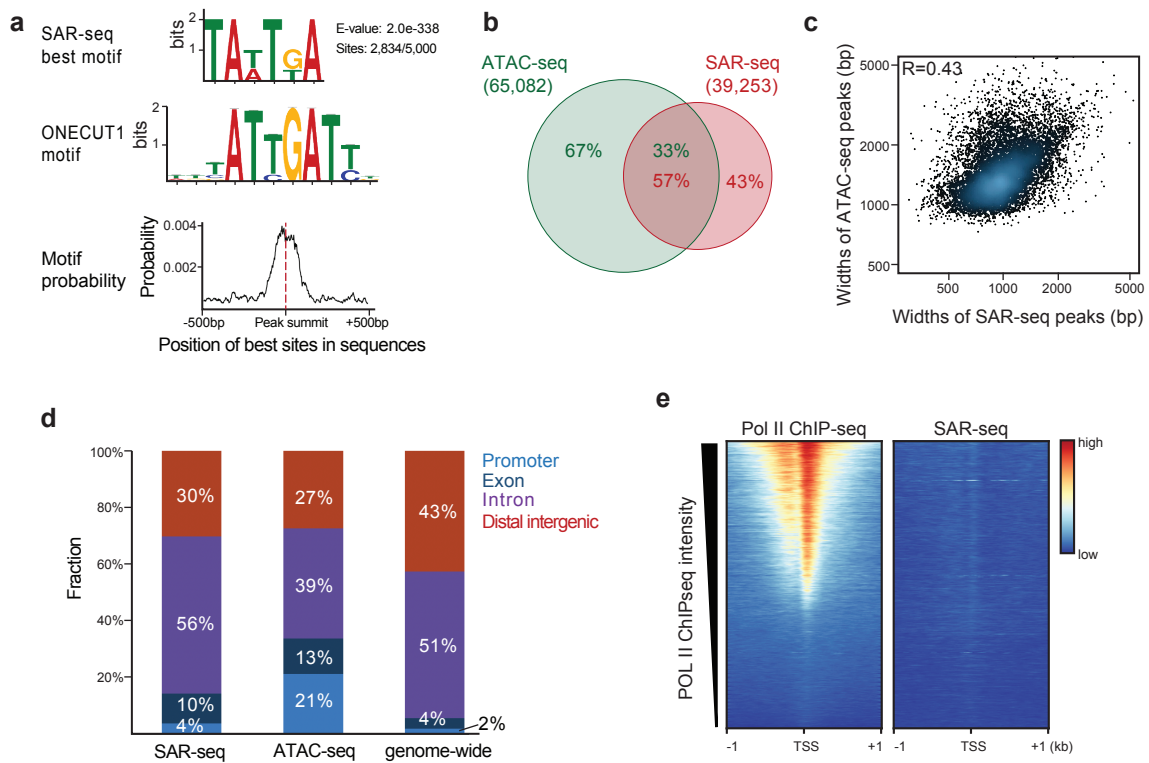 a
SAR-seq
best motif
bits
2
1
TATTGA
AT
E-value: 2.0e-338
Sites: 2,834/5,000
ONECUT1
motif
bits
2
1
TATTGATT
CCC
Motif
probability
Probability
0.004
0.002
-500bp
Peak summit
+500bp
Position of best sites in sequences
b
ATAC-seq
(65,082)
SAR-seq
(39,253)
67%
33%
57%
43%
c
R=0.43
Widths of ATAC-seq peaks (bp)
5000
2000
1000
500
500
1000
2000
5000
Widths of SAR-seq peaks (bp)
d
Fraction
100%
80%
60%
40%
20%
30%
56%
10%
4%
27%
39%
13%
21%
43%
51%
4%
2%
SAR-seq
ATAC-seq
genome-wide
Promoter
Exon
Intron
Distal intergenic
e
Pol II ChIP-seq
SAR-seq
POL II ChIPseq intensity
high
low
-1
TSS
+1
-1
TSS
+1 (kb)